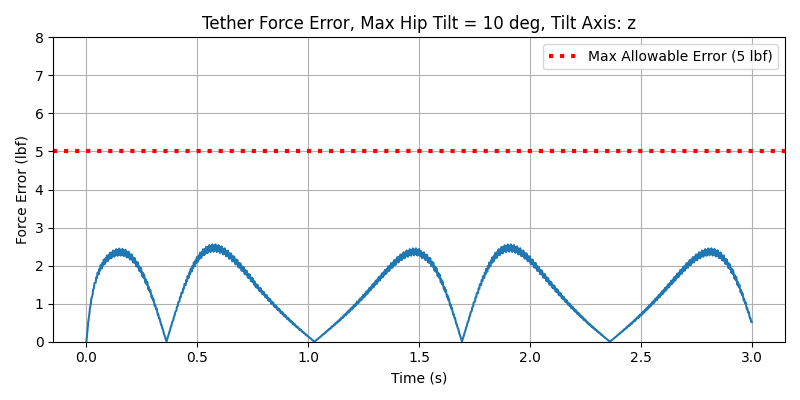 Tether Force Error, Max Hip Tilt = 10 deg, Tilt Axis: z
Max Allowable Error (5 lbf)
Force Error (lbf)
8
7
6
5
4
3
2
1
0
0.0 0.5 1.0 1.5 2.0 2.5 3.0
Time (s)